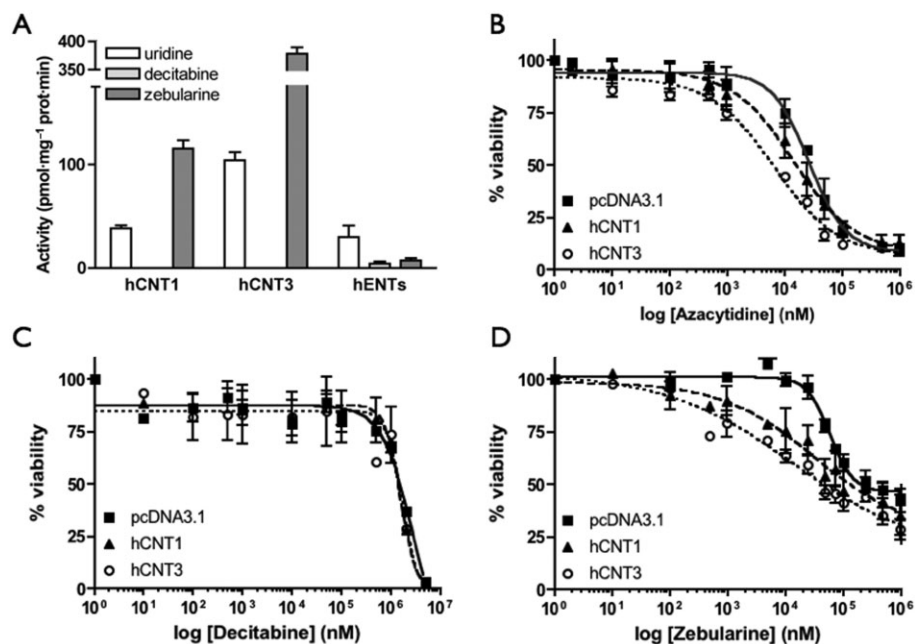 A
400
350
100
0
Activity (pmol·mg⁻¹ prot·min)
uridine
decitabine
zebularine
hCNT1 hCNT3 hENTs
B
100
75
50
25
0
% viability
pcDNA3.1
hCNT1
hCNT3
10⁰ 10¹ 10² 10³ 10⁴ 10⁵ 10⁶
log [Azacytidine] (nM)
C
100
75
50
25
0
% viability
pcDNA3.1
hCNT1
hCNT3
10⁰ 10¹ 10² 10³ 10⁴ 10⁵ 10⁶ 10⁷
log [Decitabine] (nM)
D
100
75
50
25
0
% viability
pcDNA3.1
hCNT1
hCNT3
10⁰ 10¹ 10² 10³ 10⁴ 10⁵ 10⁶
log [Zebularine] (nM)